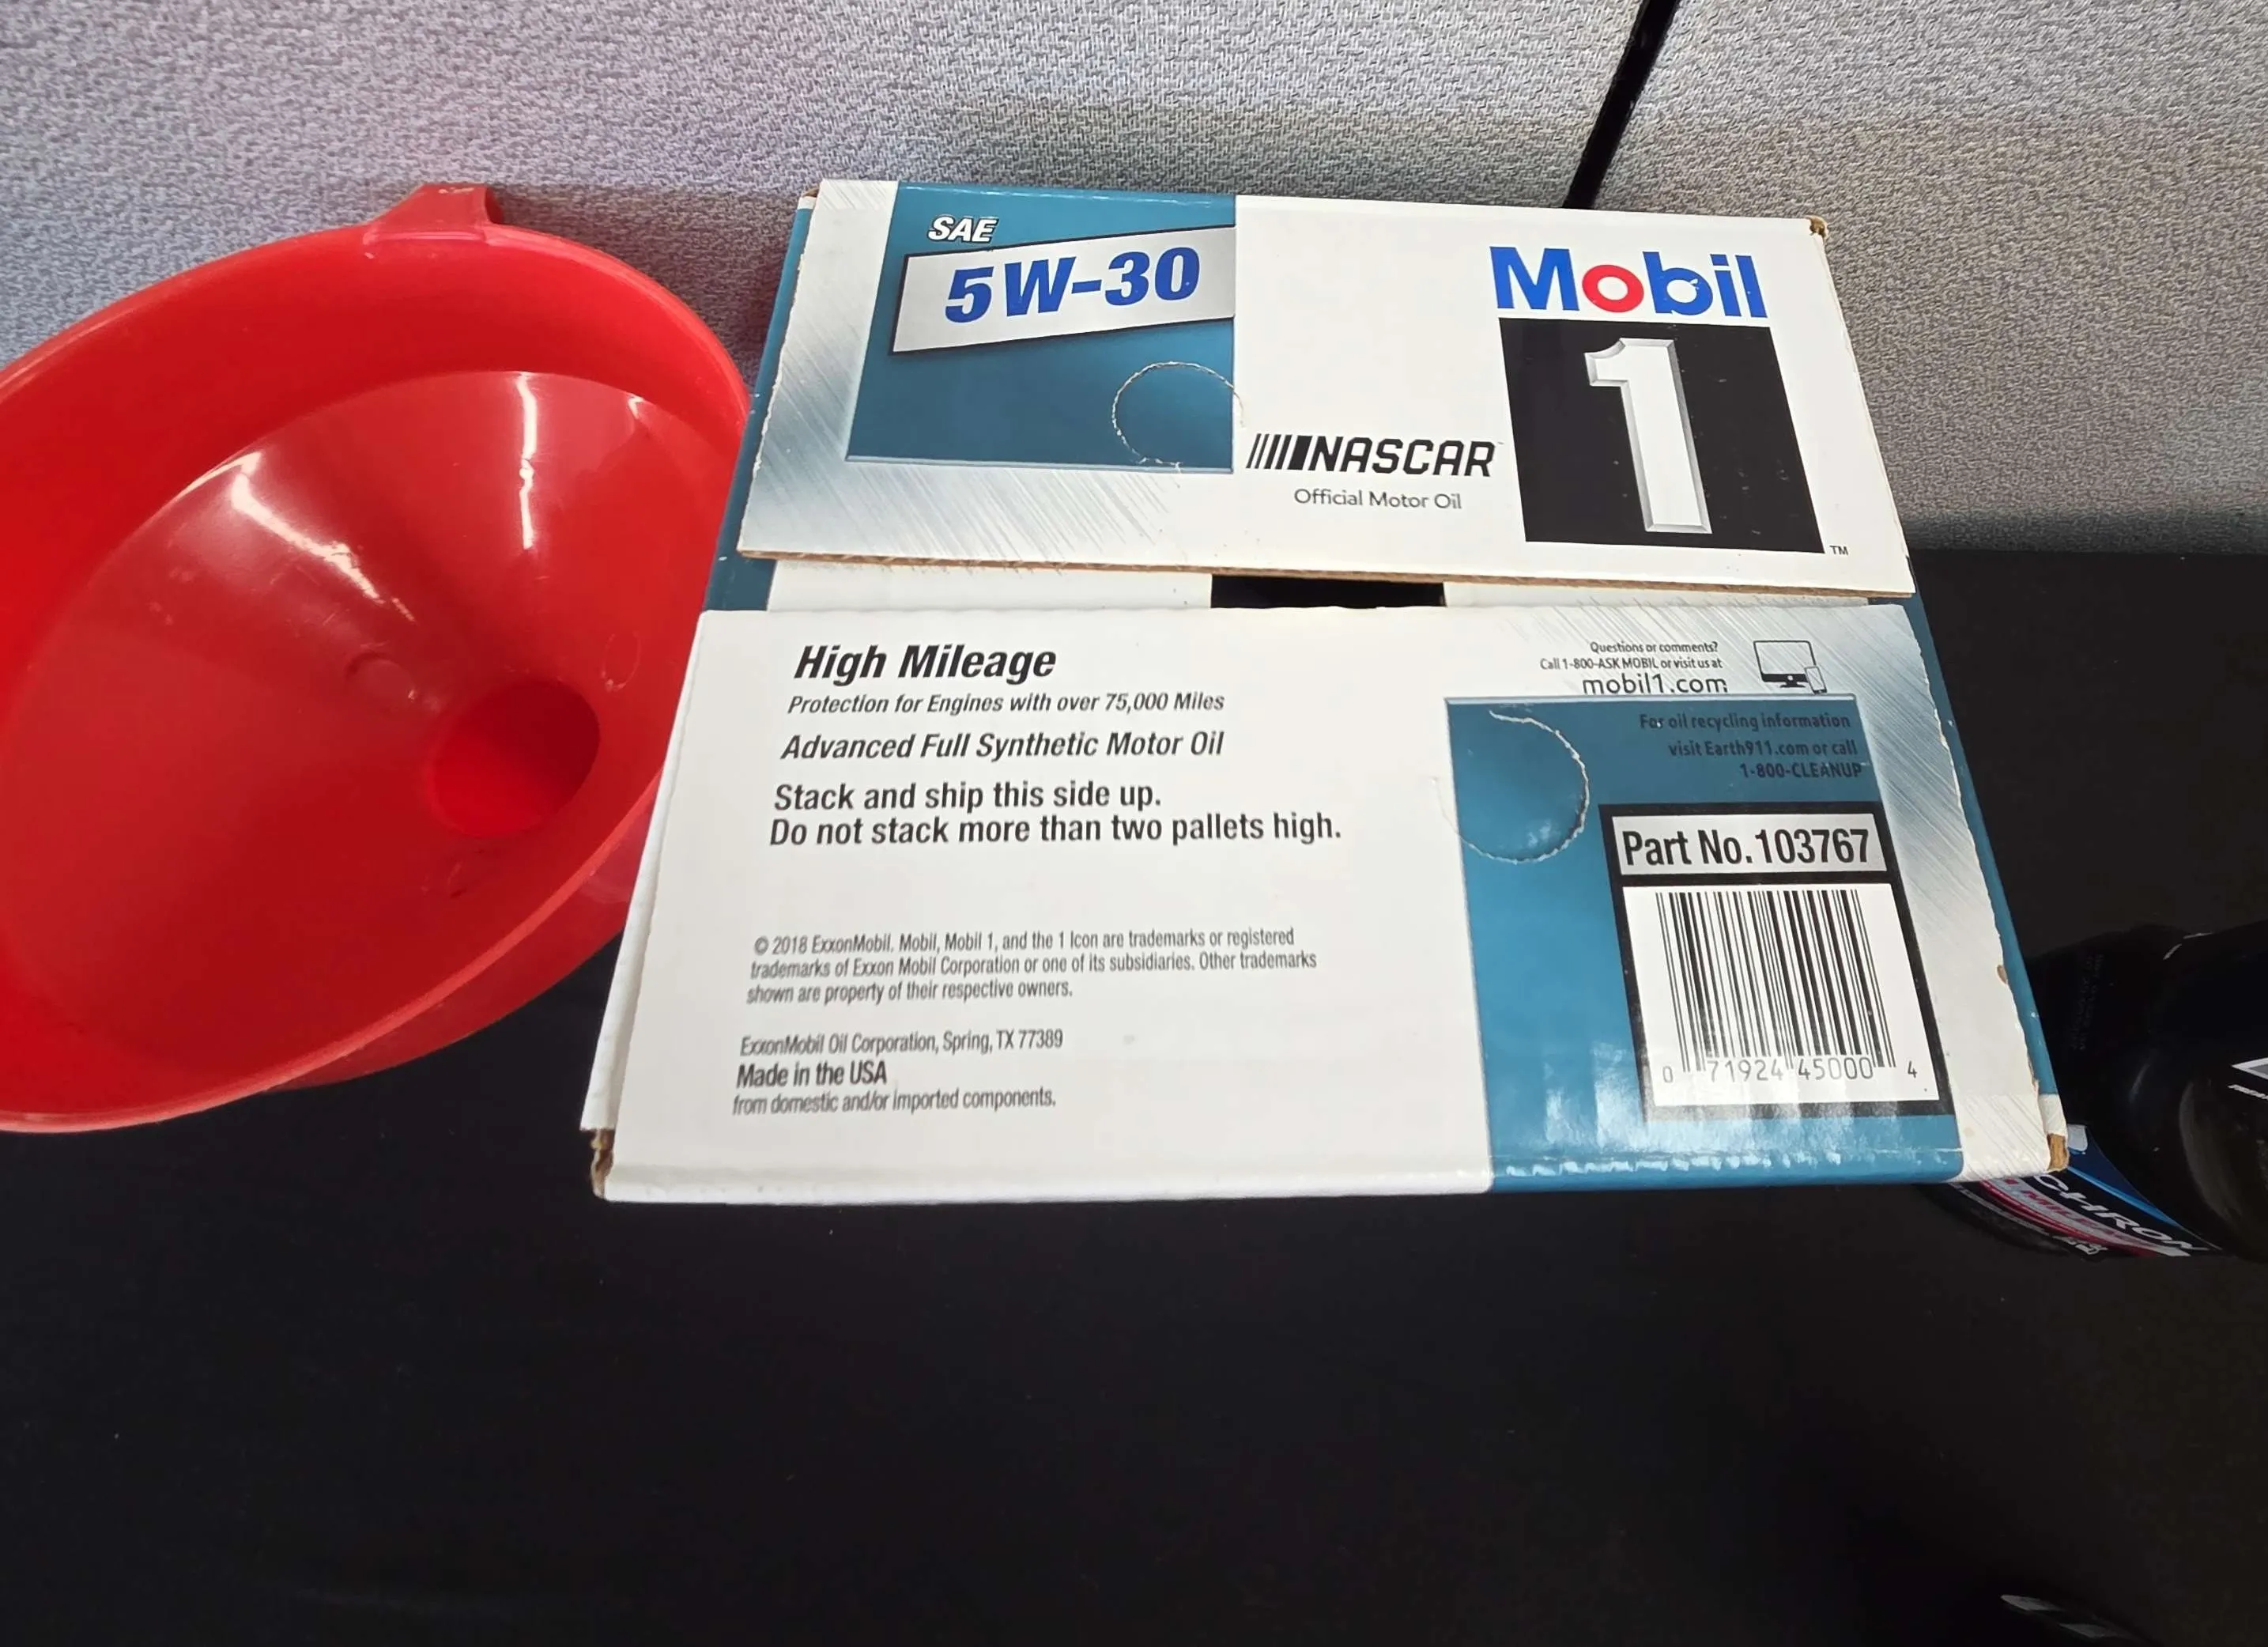 SAE
5W-30
Mobil
1
NASCAR
Official Motor Oil
TM
High Mileage
Protection for Engines with over 75,000 Miles
Advanced Full Synthetic Motor Oil
Stack and ship this side up.
Do not stack more than two pallets high.
Questions or comments?
Call 1-800-ASK MOBIL or visit us at
mobil1.com
For oil recycling information
visit Earth911.com or call
1-800-CLEANUP
Part No. 103767
0 71924 45000 4
© 2018 ExxonMobil. Mobil, Mobil 1, and the 1 Icon are trademarks or registered
trademarks of Exxon Mobil Corporation or one of its subsidiaries. Other trademarks
shown are property of their respective owners.
ExxonMobil Oil Corporation, Spring, TX 77389
Made in the USA
from domestic and/or imported components.
CHRON